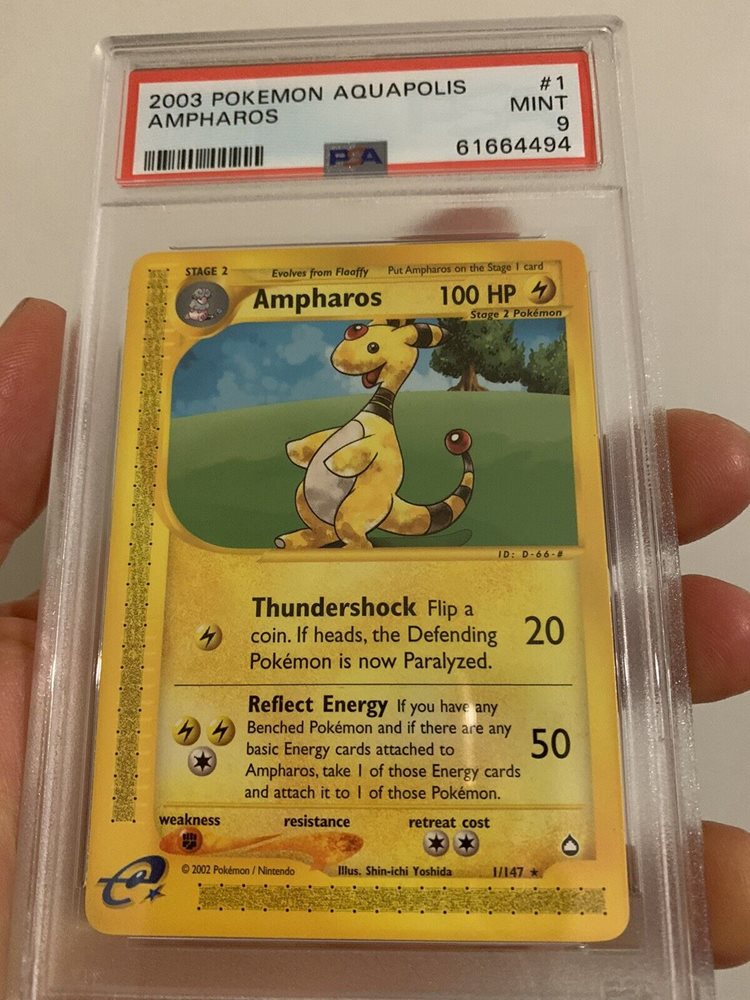 2003 POKEMON AQUAPOLIS #1
AMPHAROS MINT
9
PSA 61664494
STAGE 2 Evolves from Flaaffy Put Ampharos on the Stage 1 card
Ampharos 100 HP
Stage 2 Pokémon
ID: D-66-#
Thundershock Flip a
coin. If heads, the Defending 20
Pokémon is now Paralyzed.
Reflect Energy If you have any
Benched Pokémon and if there are any
basic Energy cards attached to 50
Ampharos, take 1 of those Energy cards
and attach it to 1 of those Pokémon.
weakness resistance retreat cost
© 2002 Pokémon / Nintendo Illus. Shin-ichi Yoshida 1/147 ★
e